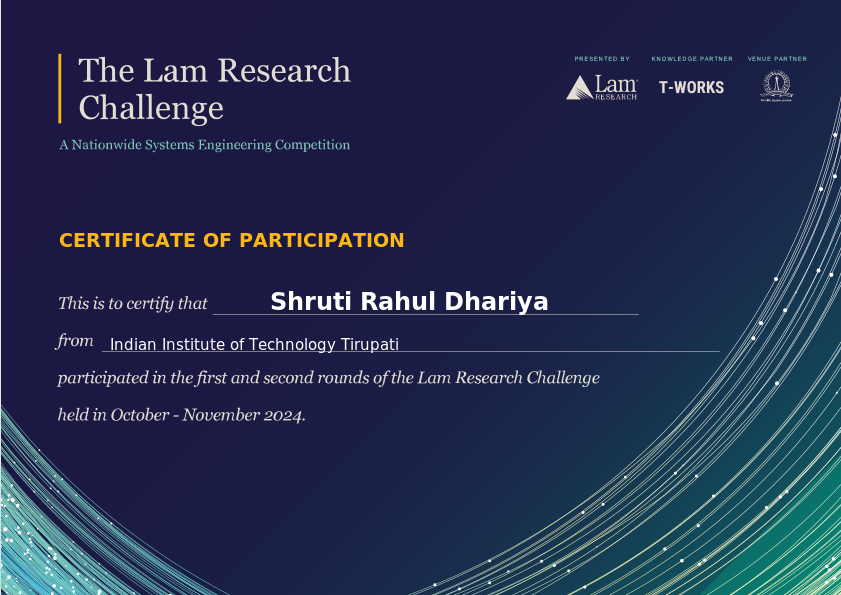 The Lam Research
Challenge
A Nationwide Systems Engineering Competition
PRESENTED BY
KNOWLEDGE PARTNER
VENUE PARTNER
Lam
RESEARCH
T-WORKS
CERTIFICATE OF PARTICIPATION
This is to certify that Shruti Rahul Dhariya
from Indian Institute of Technology Tirupati
participated in the first and second rounds of the Lam Research Challenge
held in October - November 2024.